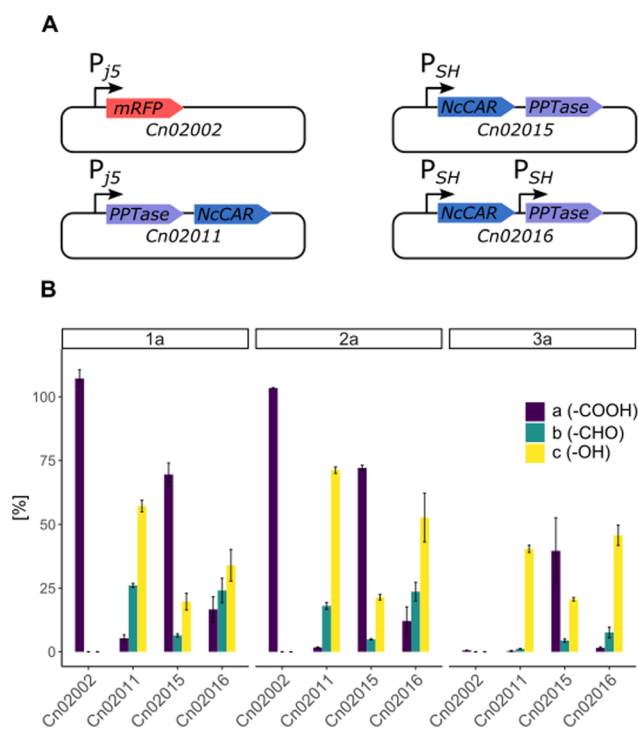 A
Pj5
mRFP
Cn02002
PSH
NcCAR PPTase
Cn02015
Pj5
PPTase NcCAR
Cn02011
PSH PSH
NcCAR PPTase
Cn02016
B
1a 2a 3a
a (-COOH)
b (-CHO)
c (-OH)
[%]
100
75
50
25
0
Cn02002 Cn02011 Cn02015 Cn02016 Cn02002 Cn02011 Cn02015 Cn02016 Cn02002 Cn02011 Cn02015 Cn02016